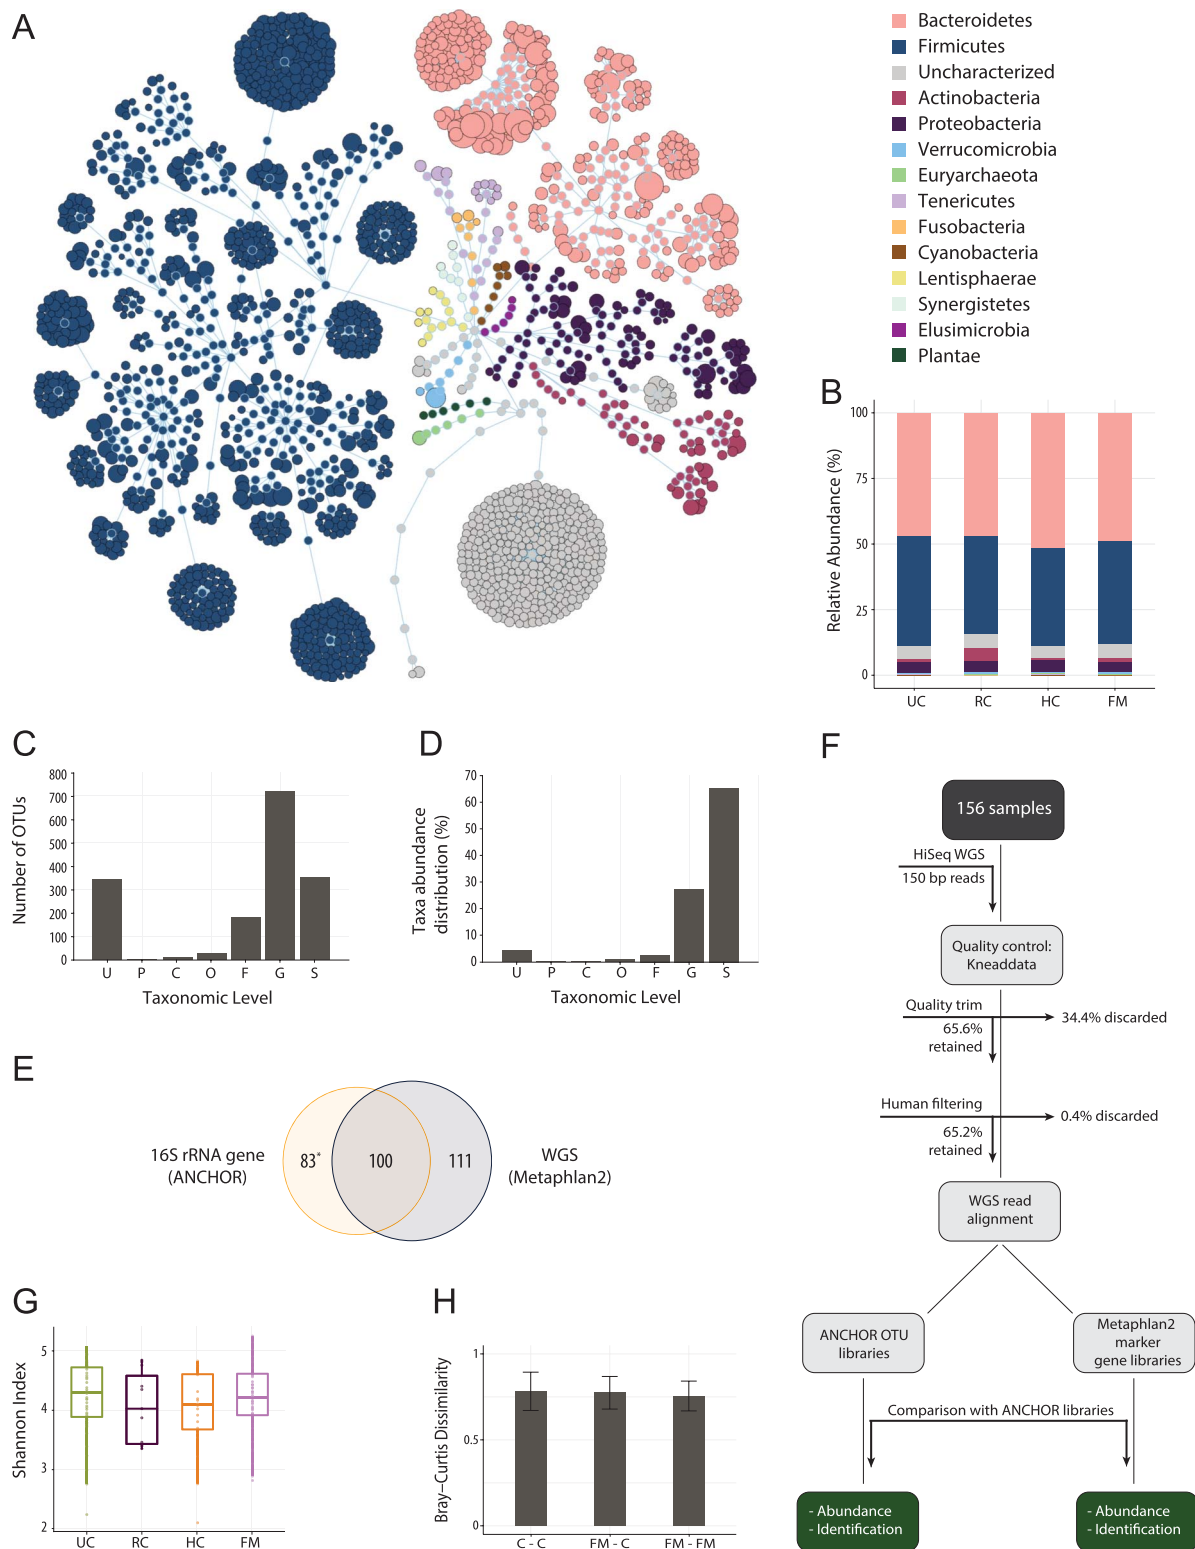 A
Bacteroidetes
Firmicutes
Uncharacterized
Actinobacteria
Proteobacteria
Verrucomicrobia
Euryarchaeota
Tenericutes
Fusobacteria
Cyanobacteria
Lentisphaerae
Synergistetes
Elusimicrobia
Plantae
B
Relative Abundance (%)
100
75
50
25
0
UC RC HC FM
C
Number of OTUs
800
700
600
500
400
300
200
100
0
U P C O F G S
Taxonomic Level
D
Taxa abundance
distribution (%)
70
60
50
40
30
20
10
0
U P C O F G S
Taxonomic Level
E
16S rRNA gene
(ANCHOR)
83*
100
111
WGS
(Metaphlan2)
F
156 samples
HiSeq WGS
150 bp reads
Quality control:
Kneaddata
Quality trim
65.6%
retained
34.4% discarded
Human filtering
65.2%
retained
0.4% discarded
WGS read
alignment
ANCHOR OTU
libraries
Metaphlan2
marker
gene libraries
Comparison with ANCHOR libraries
- Abundance
- Identification
- Abundance
- Identification
G
Shannon Index
5
4
3
2
UC RC HC FM
H
Bray–Curtis Dissimilarity
1
0.5
0
C - C FM - C FM - FM